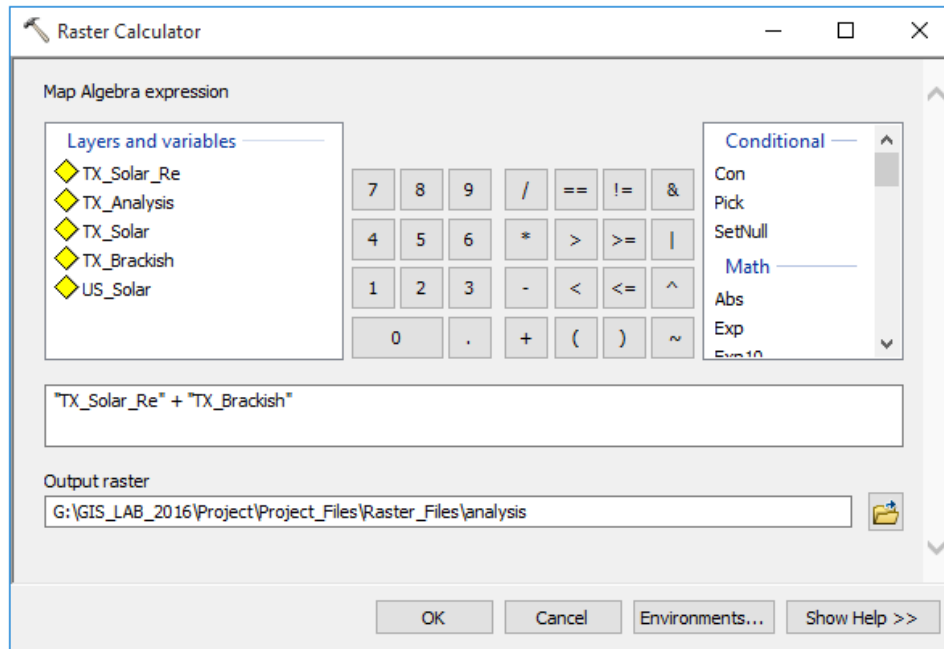 Raster Calculator
Map Algebra expression
Layers and variables
TX_Solar_Re
TX_Analysis
TX_Solar
TX_Brackish
US_Solar
7 8 9 / == != &
4 5 6 * > >= |
1 2 3 - < <= ^
0 . + ( ) ~
Conditional
Con
Pick
SetNull
Math
Abs
Exp
Exp10
"TX_Solar_Re" + "TX_Brackish"
Output raster
G:\GIS_LAB_2016\Project\Project_Files\Raster_Files\analysis
OK Cancel Environments... Show Help >>